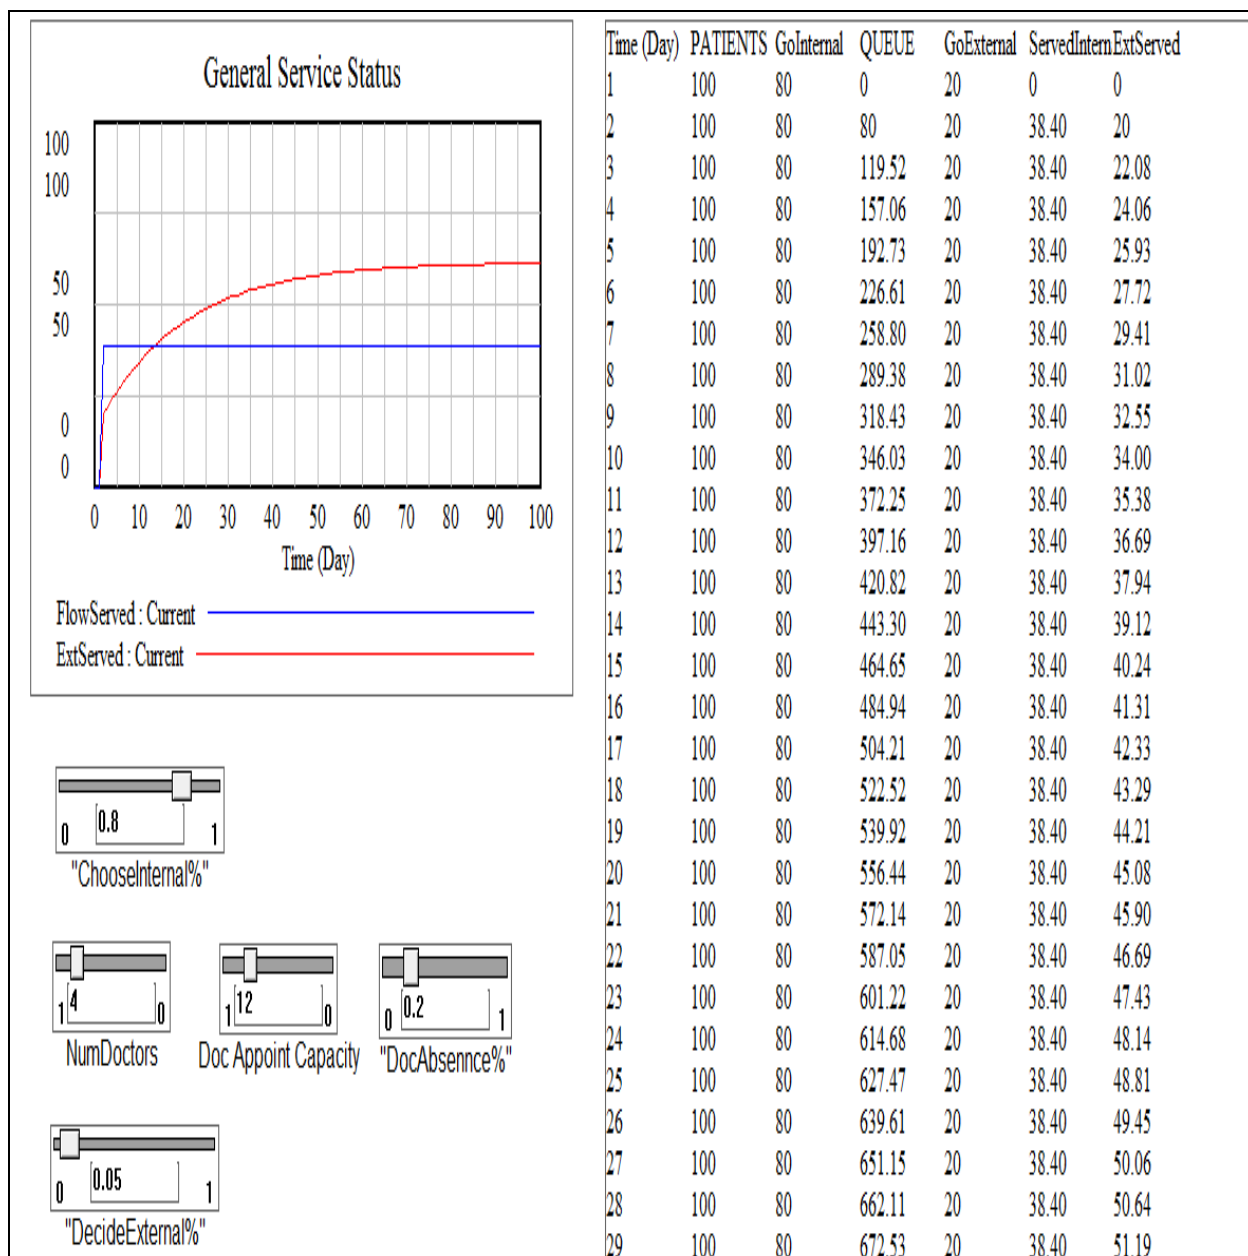 General Service Status
100
100
50
50
0
0
0 10 20 30 40 50 60 70 80 90 100
Time (Day)
FlowServed : Current
ExtServed : Current
0 0.8 1
"ChooseInternal%"
1 4 0
NumDoctors
1 12 0
Doc Appoint Capacity
0 0.2 1
"DocAbsennce%"
0 0.05 1
"DecideExternal%"
Time (Day) PATIENTS GoInternal QUEUE GoExternal ServedIntern ExtServed
1 100 80 0 20 0 0
2 100 80 80 20 38.40 20
3 100 80 119.52 20 38.40 22.08
4 100 80 157.06 20 38.40 24.06
5 100 80 192.73 20 38.40 25.93
6 100 80 226.61 20 38.40 27.72
7 100 80 258.80 20 38.40 29.41
8 100 80 289.38 20 38.40 31.02
9 100 80 318.43 20 38.40 32.55
10 100 80 346.03 20 38.40 34.00
11 100 80 372.25 20 38.40 35.38
12 100 80 397.16 20 38.40 36.69
13 100 80 420.82 20 38.40 37.94
14 100 80 443.30 20 38.40 39.12
15 100 80 464.65 20 38.40 40.24
16 100 80 484.94 20 38.40 41.31
17 100 80 504.21 20 38.40 42.33
18 100 80 522.52 20 38.40 43.29
19 100 80 539.92 20 38.40 44.21
20 100 80 556.44 20 38.40 45.08
21 100 80 572.14 20 38.40 45.90
22 100 80 587.05 20 38.40 46.69
23 100 80 601.22 20 38.40 47.43
24 100 80 614.68 20 38.40 48.14
25 100 80 627.47 20 38.40 48.81
26 100 80 639.61 20 38.40 49.45
27 100 80 651.15 20 38.40 50.06
28 100 80 662.11 20 38.40 50.64
29 100 80 672.53 20 38.40 51.19